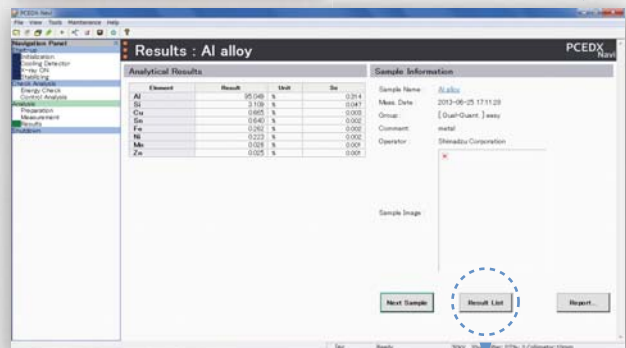 PCEDX Navi
File View Tools Maintenance Help
Navigation Panel
Start-up
Initialization
Cooling Detector
X-ray ON
Stabilizing
Check Analysis
Energy Check
Control Analysis
Analysis
Preparation
Measurement
Results
Shutdown
Results : Al alloy
PCEDX Navi
Analytical Results
Element Result Unit
Al 95.049 % 0.314
Si 3.109 % 0.047
Cu 0.665 % 0.003
Sn 0.640 % 0.002
Fe 0.262 % 0.002
Ni 0.223 % 0.002
Mn 0.028 % 0.001
Zn 0.025 % 0.001
Sample Information
Sample Name Al alloy
Meas. Date 2013-06-25 17:11:28
Group [ Qual-Quant. ] easy
Comment metal
Operator Shimadzu Corporation
Sample Image
Next Sample
Result List
Report...
Ready